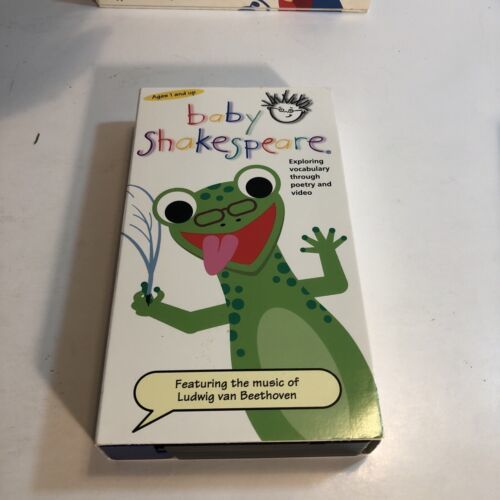 Ages 1 and up
baby
Shakespeare
Exploring
vocabulary
through
poetry and
video
Featuring the music of
Ludwig van Beethoven